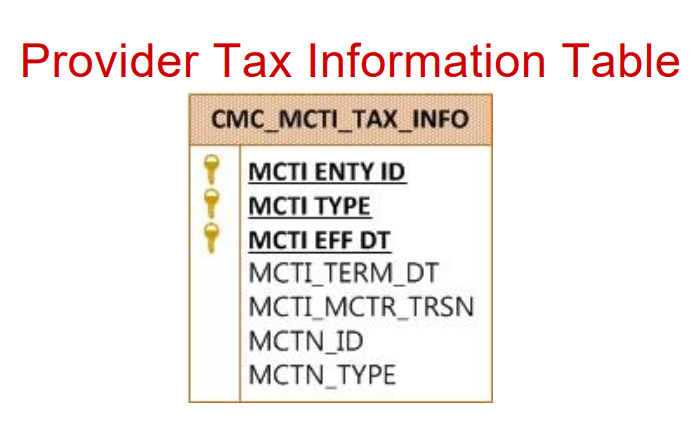 Provider Tax Information Table
CMC_MCTI_TAX_INFO
MCTI ENTY ID
MCTI TYPE
MCTI EFF DT
MCTI_TERM_DT
MCTI_MCTR_TRSN
MCTN_ID
MCTN_TYPE